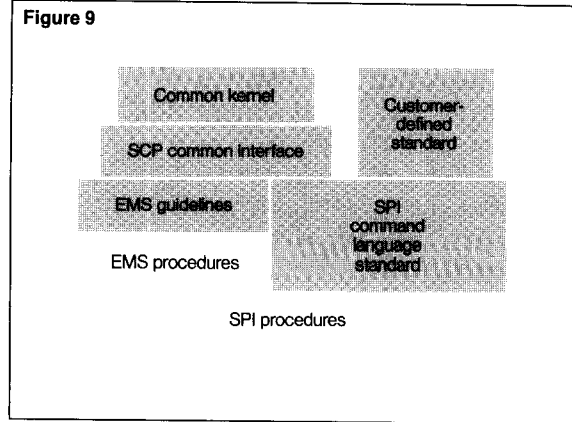 Figure 9
Common kernel
Customer-
defined
standard
SCP common interface
EMS guidelines
SPI
command
language
standard
EMS procedures
SPI procedures